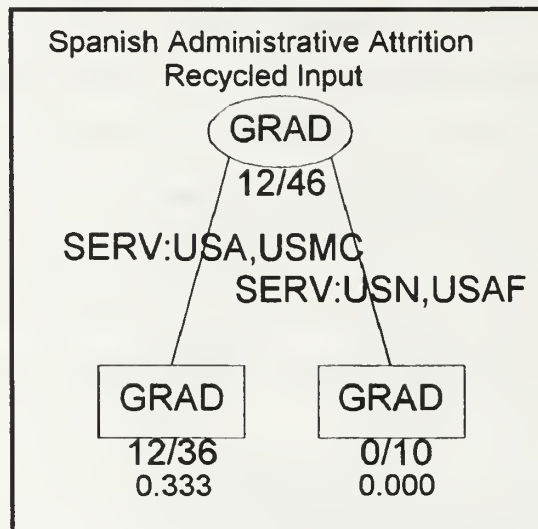 Spanish Administrative Attrition
Recycled Input
GRAD
12/46
SERV:USA,USMC
SERV:USN,USAF
GRAD GRAD
12/36 0/10
0.333 0.000